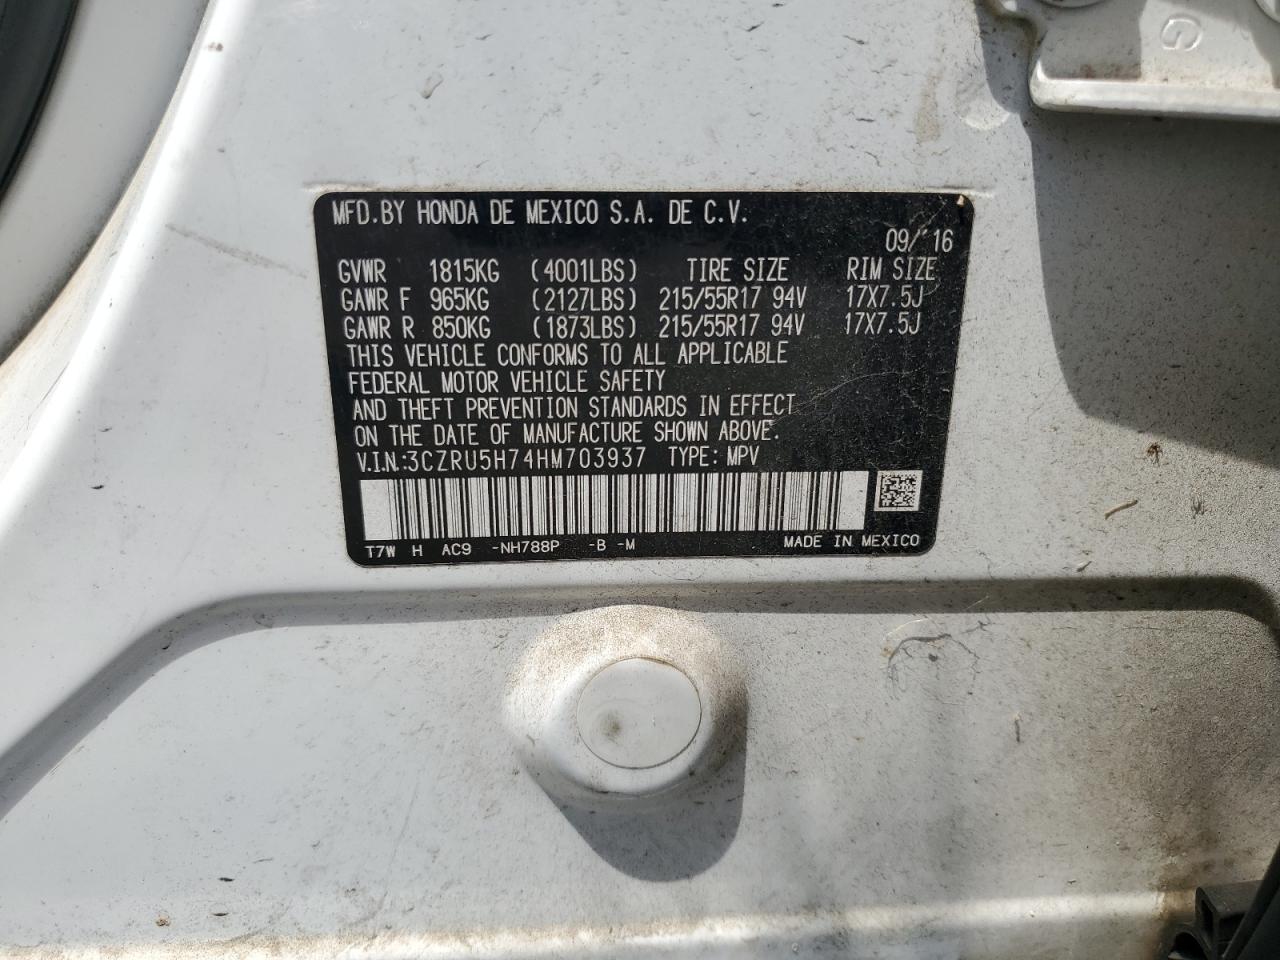 MFD.BY HONDA DE MEXICO S.A. DE C.V.
09/'16
GVWR 1815KG (4001LBS) TIRE SIZE RIM SIZE
GAWR F 965KG (2127LBS) 215/55R17 94V 17X7.5J
GAWR R 850KG (1873LBS) 215/55R17 94V 17X7.5J
THIS VEHICLE CONFORMS TO ALL APPLICABLE
FEDERAL MOTOR VEHICLE SAFETY
AND THEFT PREVENTION STANDARDS IN EFFECT
ON THE DATE OF MANUFACTURE SHOWN ABOVE.
V.I.N.:3CZRU5H74HM703937 TYPE: MPV
T7W H AC9 -NH788P -B -M MADE IN MEXICO
G